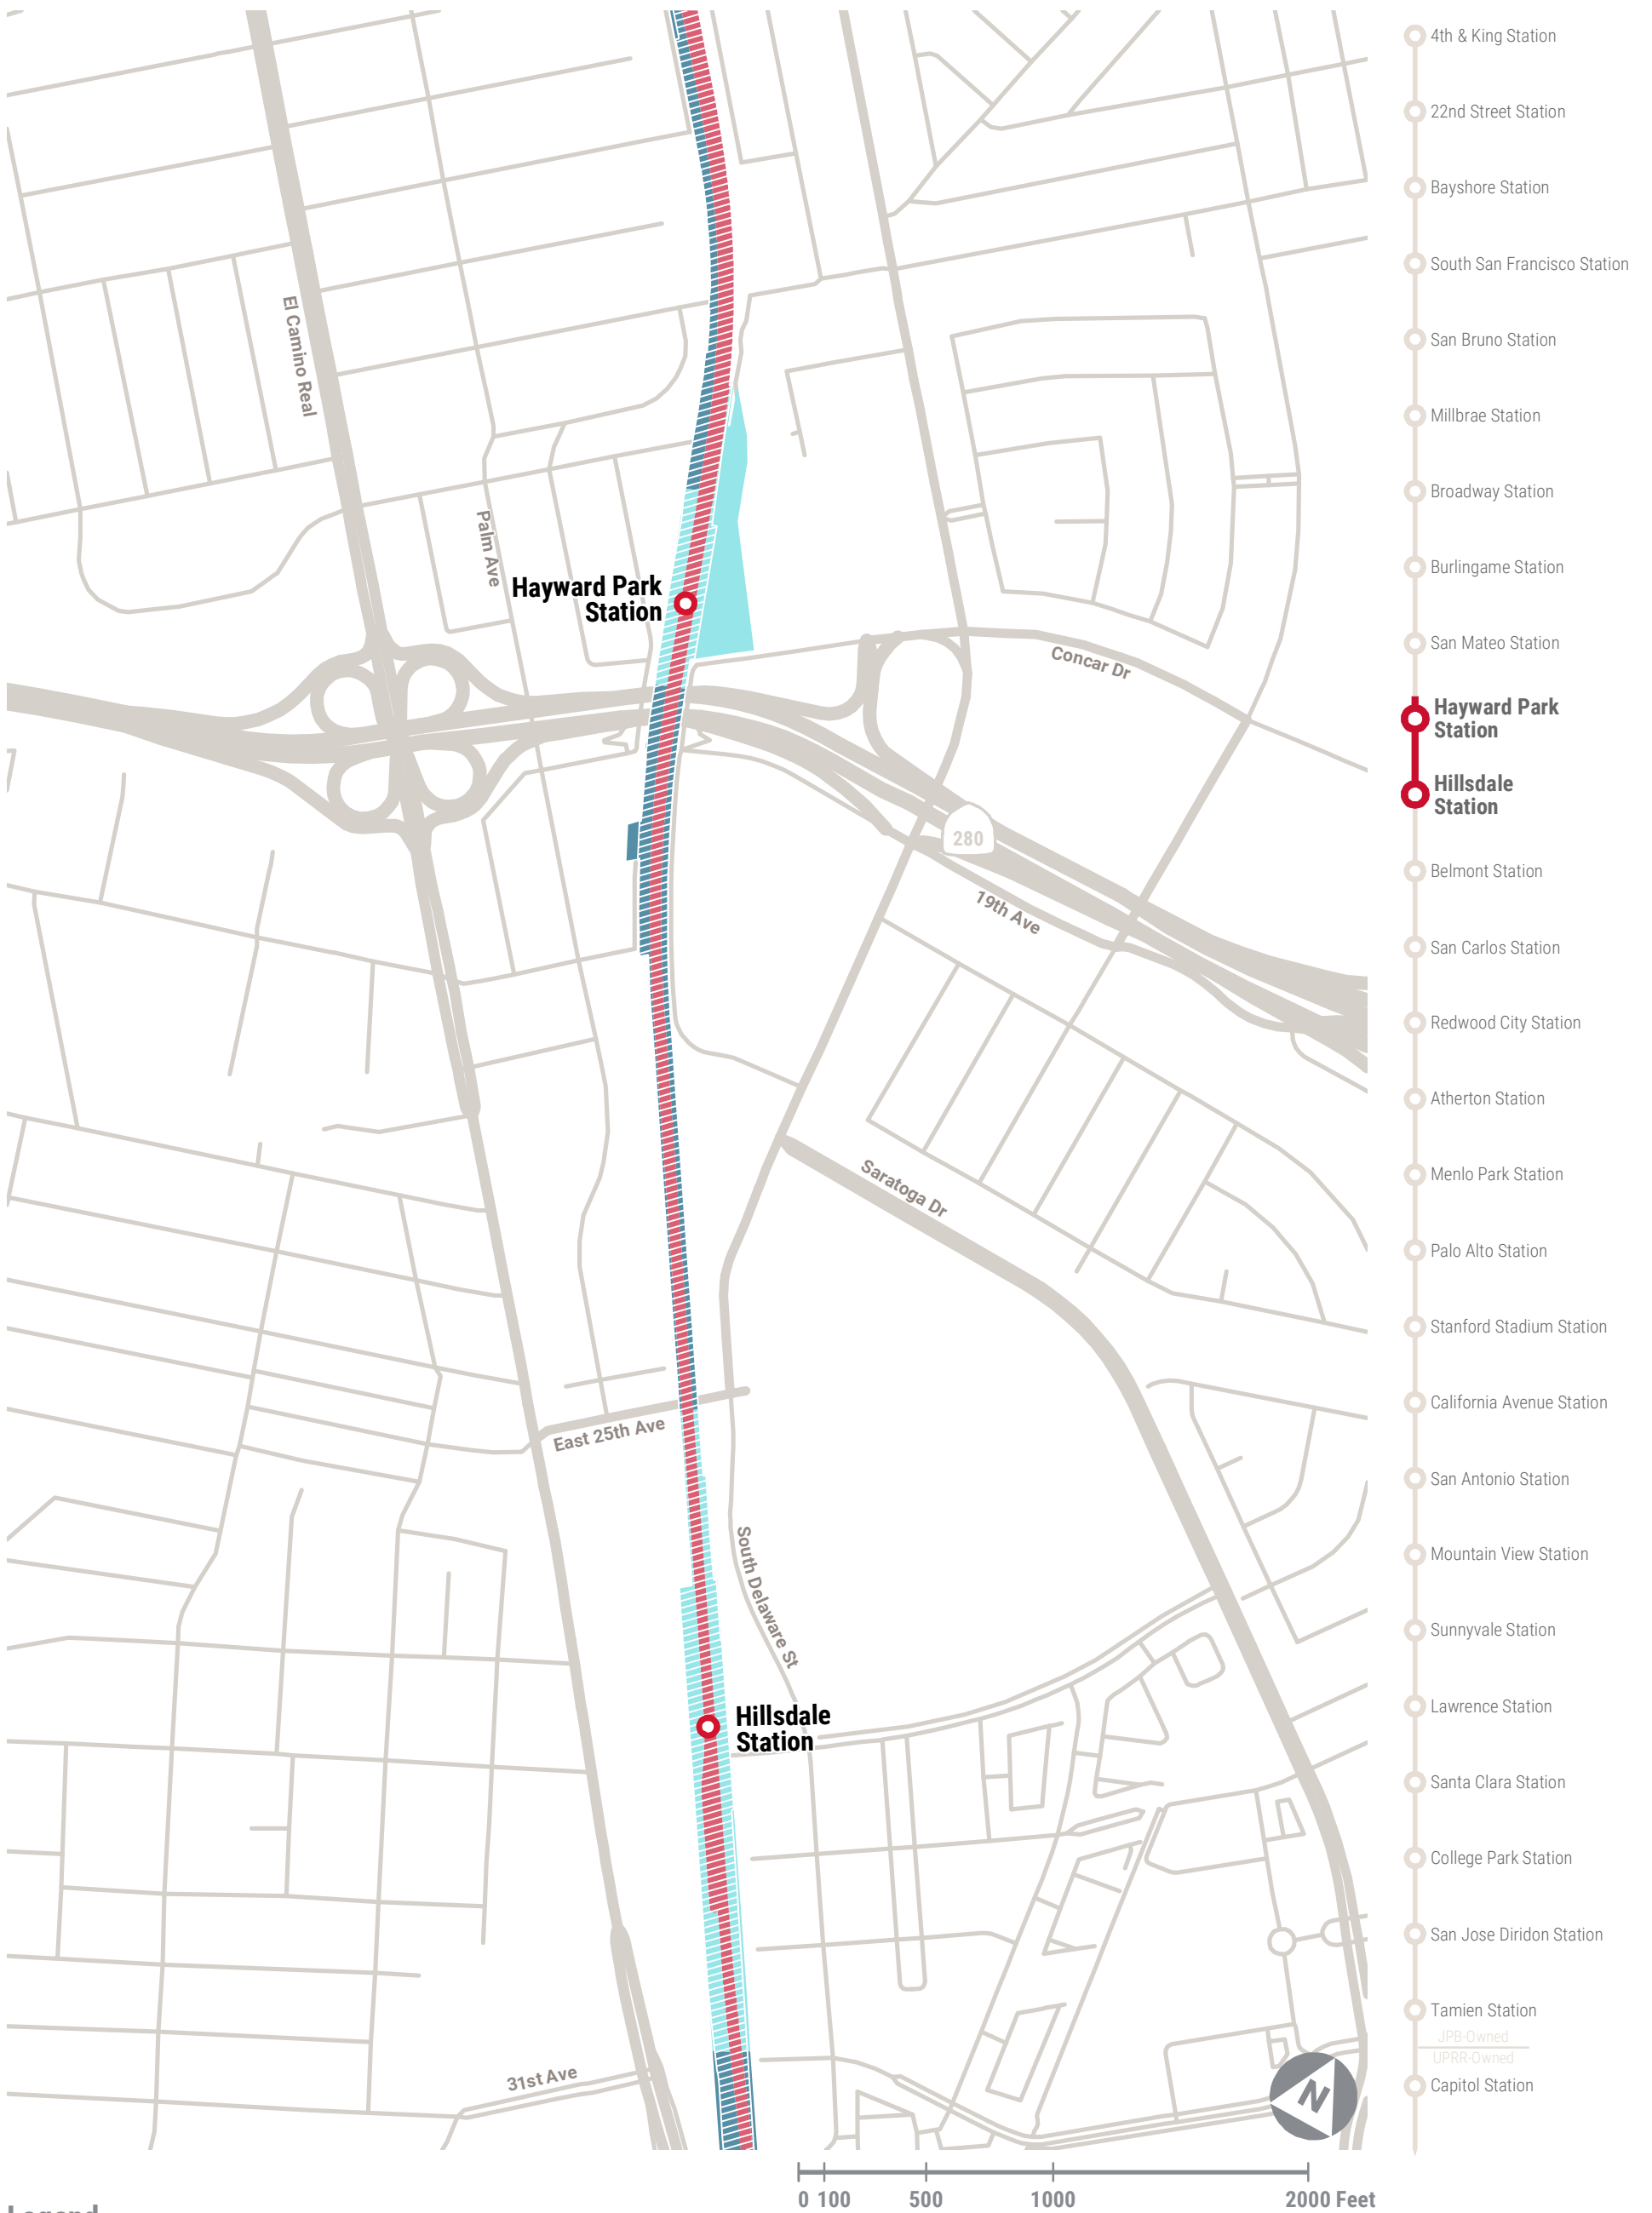 4th & King Station
22nd Street Station
Bayshore Station
South San Francisco Station
San Bruno Station
Millbrae Station
Broadway Station
Burlingame Station
San Mateo Station
Hayward Park
Station
Hillsdale
Station
Belmont Station
San Carlos Station
Redwood City Station
Atherton Station
Menlo Park Station
Palo Alto Station
Stanford Stadium Station
California Avenue Station
San Antonio Station
Mountain View Station
Sunnyvale Station
Lawrence Station
Santa Clara Station
College Park Station
San Jose Diridon Station
Tamien Station
JPB-Owned
UPRR-Owned
Capitol Station
El Camino Real
Palm Ave
Hayward Park
Station
Concar Dr
280
19th Ave
Saratoga Dr
East 25th Ave
South Delaware St
Hillsdale
Station
31st Ave
N
0 100 500 1000 2000 Feet
Legend